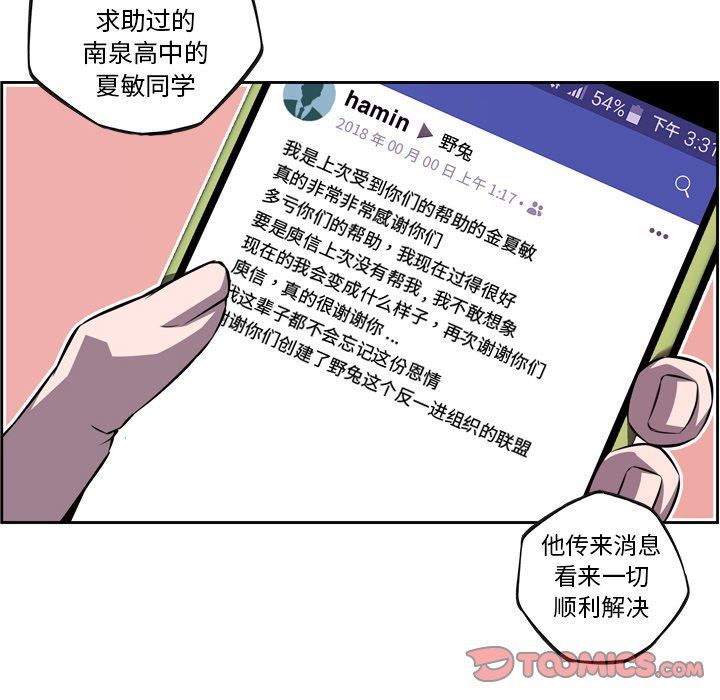 求助过的
南泉高中的
夏敏同学
54% 下午 3:31
hamin ▶ 野兔
2018 年 00 月 00 日 上午 1:17 •
我是上次受到你们的帮助的金夏敏
真的非常非常感谢你们
多亏你们的帮助，我现在过得很好
要是庾信上次没有帮我，我不敢想象
现在的我会变成什么样子，再次谢谢你们
庾信，真的很谢谢你 ...
我这辈子都不会忘记这份恩情
谢谢你们创建了野兔这个反一进组织的联盟
他传来消息
看来一切
顺利解决
TOOMICS.COM